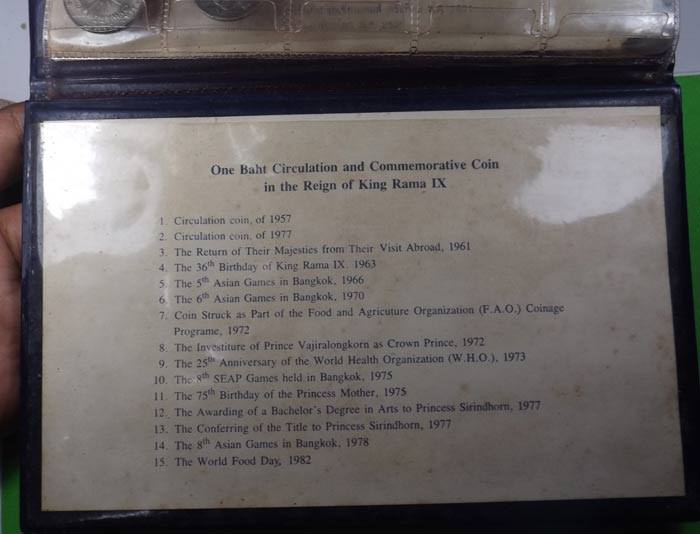 One Baht Circulation and Commemorative Coin
in the Reign of King Rama IX
1. Circulation coin, of 1957
2. Circulation coin, of 1977
3. The Return of Their Majesties from Their Visit Abroad, 1961
4. The 36th Birthday of King Rama IX. 1963
5. The 5th Asian Games in Bangkok, 1966
6. The 6th Asian Games in Bangkok, 1970
7. Coin Struck as Part of the Food and Agricuture Organization (F.A.O.) Coinage
Programe, 1972
8. The Investiture of Prince Vajiralongkorn as Crown Prince, 1972
9. The 25th Anniversary of the World Health Organization (W.H.O.), 1973
10. The 8th SEAP Games held in Bangkok, 1975
11. The 75th Birthday of the Princess Mother, 1975
12. The Awarding of a Bachelor's Degree in Arts to Princess Sirindhorn, 1977
13. The Conferring of the Title to Princess Sirindhorn, 1977
14. The 8th Asian Games in Bangkok, 1978
15. The World Food Day, 1982